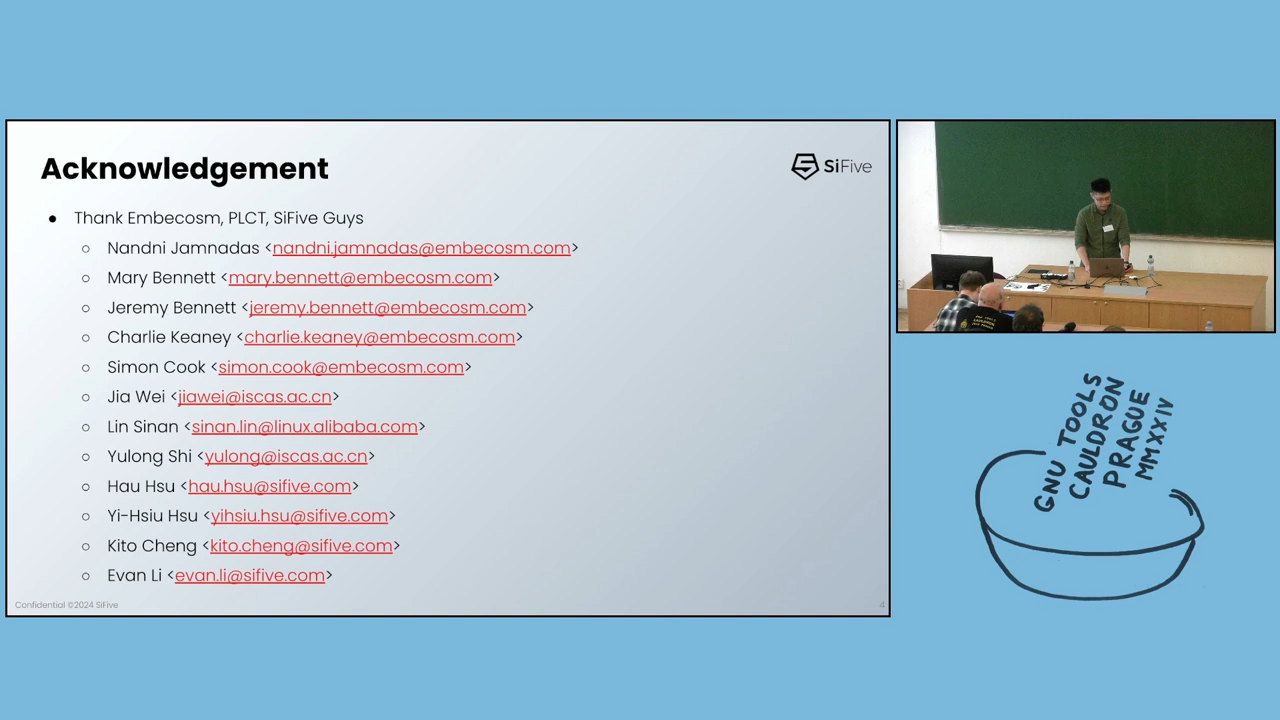 Acknowledgement
SiFive
● Thank Embecosm, PLCT, SiFive Guys
○ Nandni Jamnadas <nandni.jamnadas@embecosm.com>
○ Mary Bennett <mary.bennett@embecosm.com>
○ Jeremy Bennett <jeremy.bennett@embecosm.com>
○ Charlie Keaney <charlie.keaney@embecosm.com>
○ Simon Cook <simon.cook@embecosm.com>
○ Jia Wei <jiawei@iscas.ac.cn>
○ Lin Sinan <sinan.lin@linux.alibaba.com>
○ Yulong Shi <yulong@iscas.ac.cn>
○ Hau Hsu <hau.hsu@sifive.com>
○ Yi-Hsiu Hsu <yihsiu.hsu@sifive.com>
○ Kito Cheng <kito.cheng@sifive.com>
○ Evan Li <evan.li@sifive.com>
Confidential ©2024 SiFive
4
GNU TOOLS
CAULDRON
PRAGUE
MMXXIV